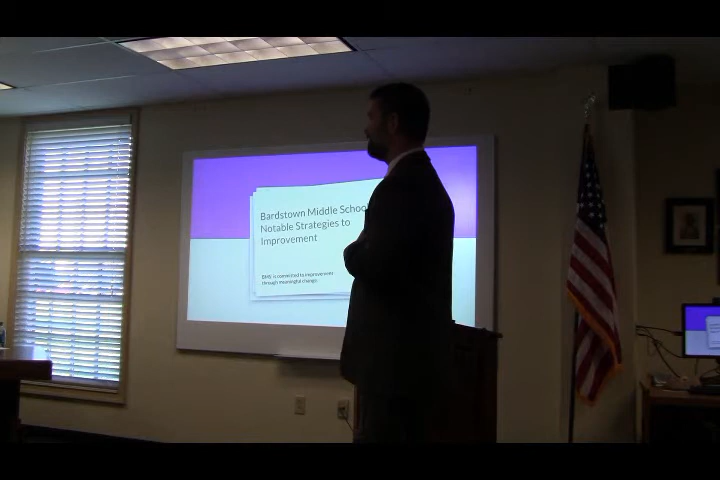 Bardstown Middle School
Notable Strategies to
Improvement
BMS is committed to improvement
through meaningful change.